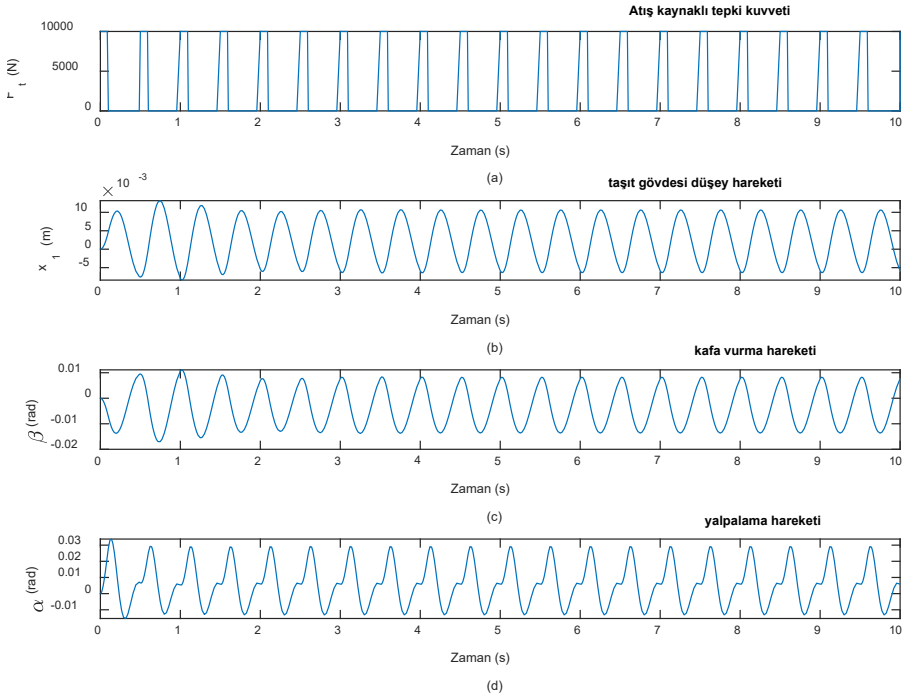 Atış kaynaklı tepki kuvveti
10000
5000
0
t (N)
0 1 2 3 4 5 6 7 8 9 10
Zaman (s)
(a)
× 10 -3
taşıt gövdesi düşey hareketi
10
5
0
-5
x 1 (m)
0 1 2 3 4 5 6 7 8 9 10
Zaman (s)
(b)
kafa vurma hareketi
0.01
0
-0.01
-0.02
β (rad)
0 1 2 3 4 5 6 7 8 9 10
Zaman (s)
(c)
yalpalama hareketi
0.03
0.02
0.01
0
-0.01
α (rad)
0 1 2 3 4 5 6 7 8 9 10
Zaman (s)
(d)